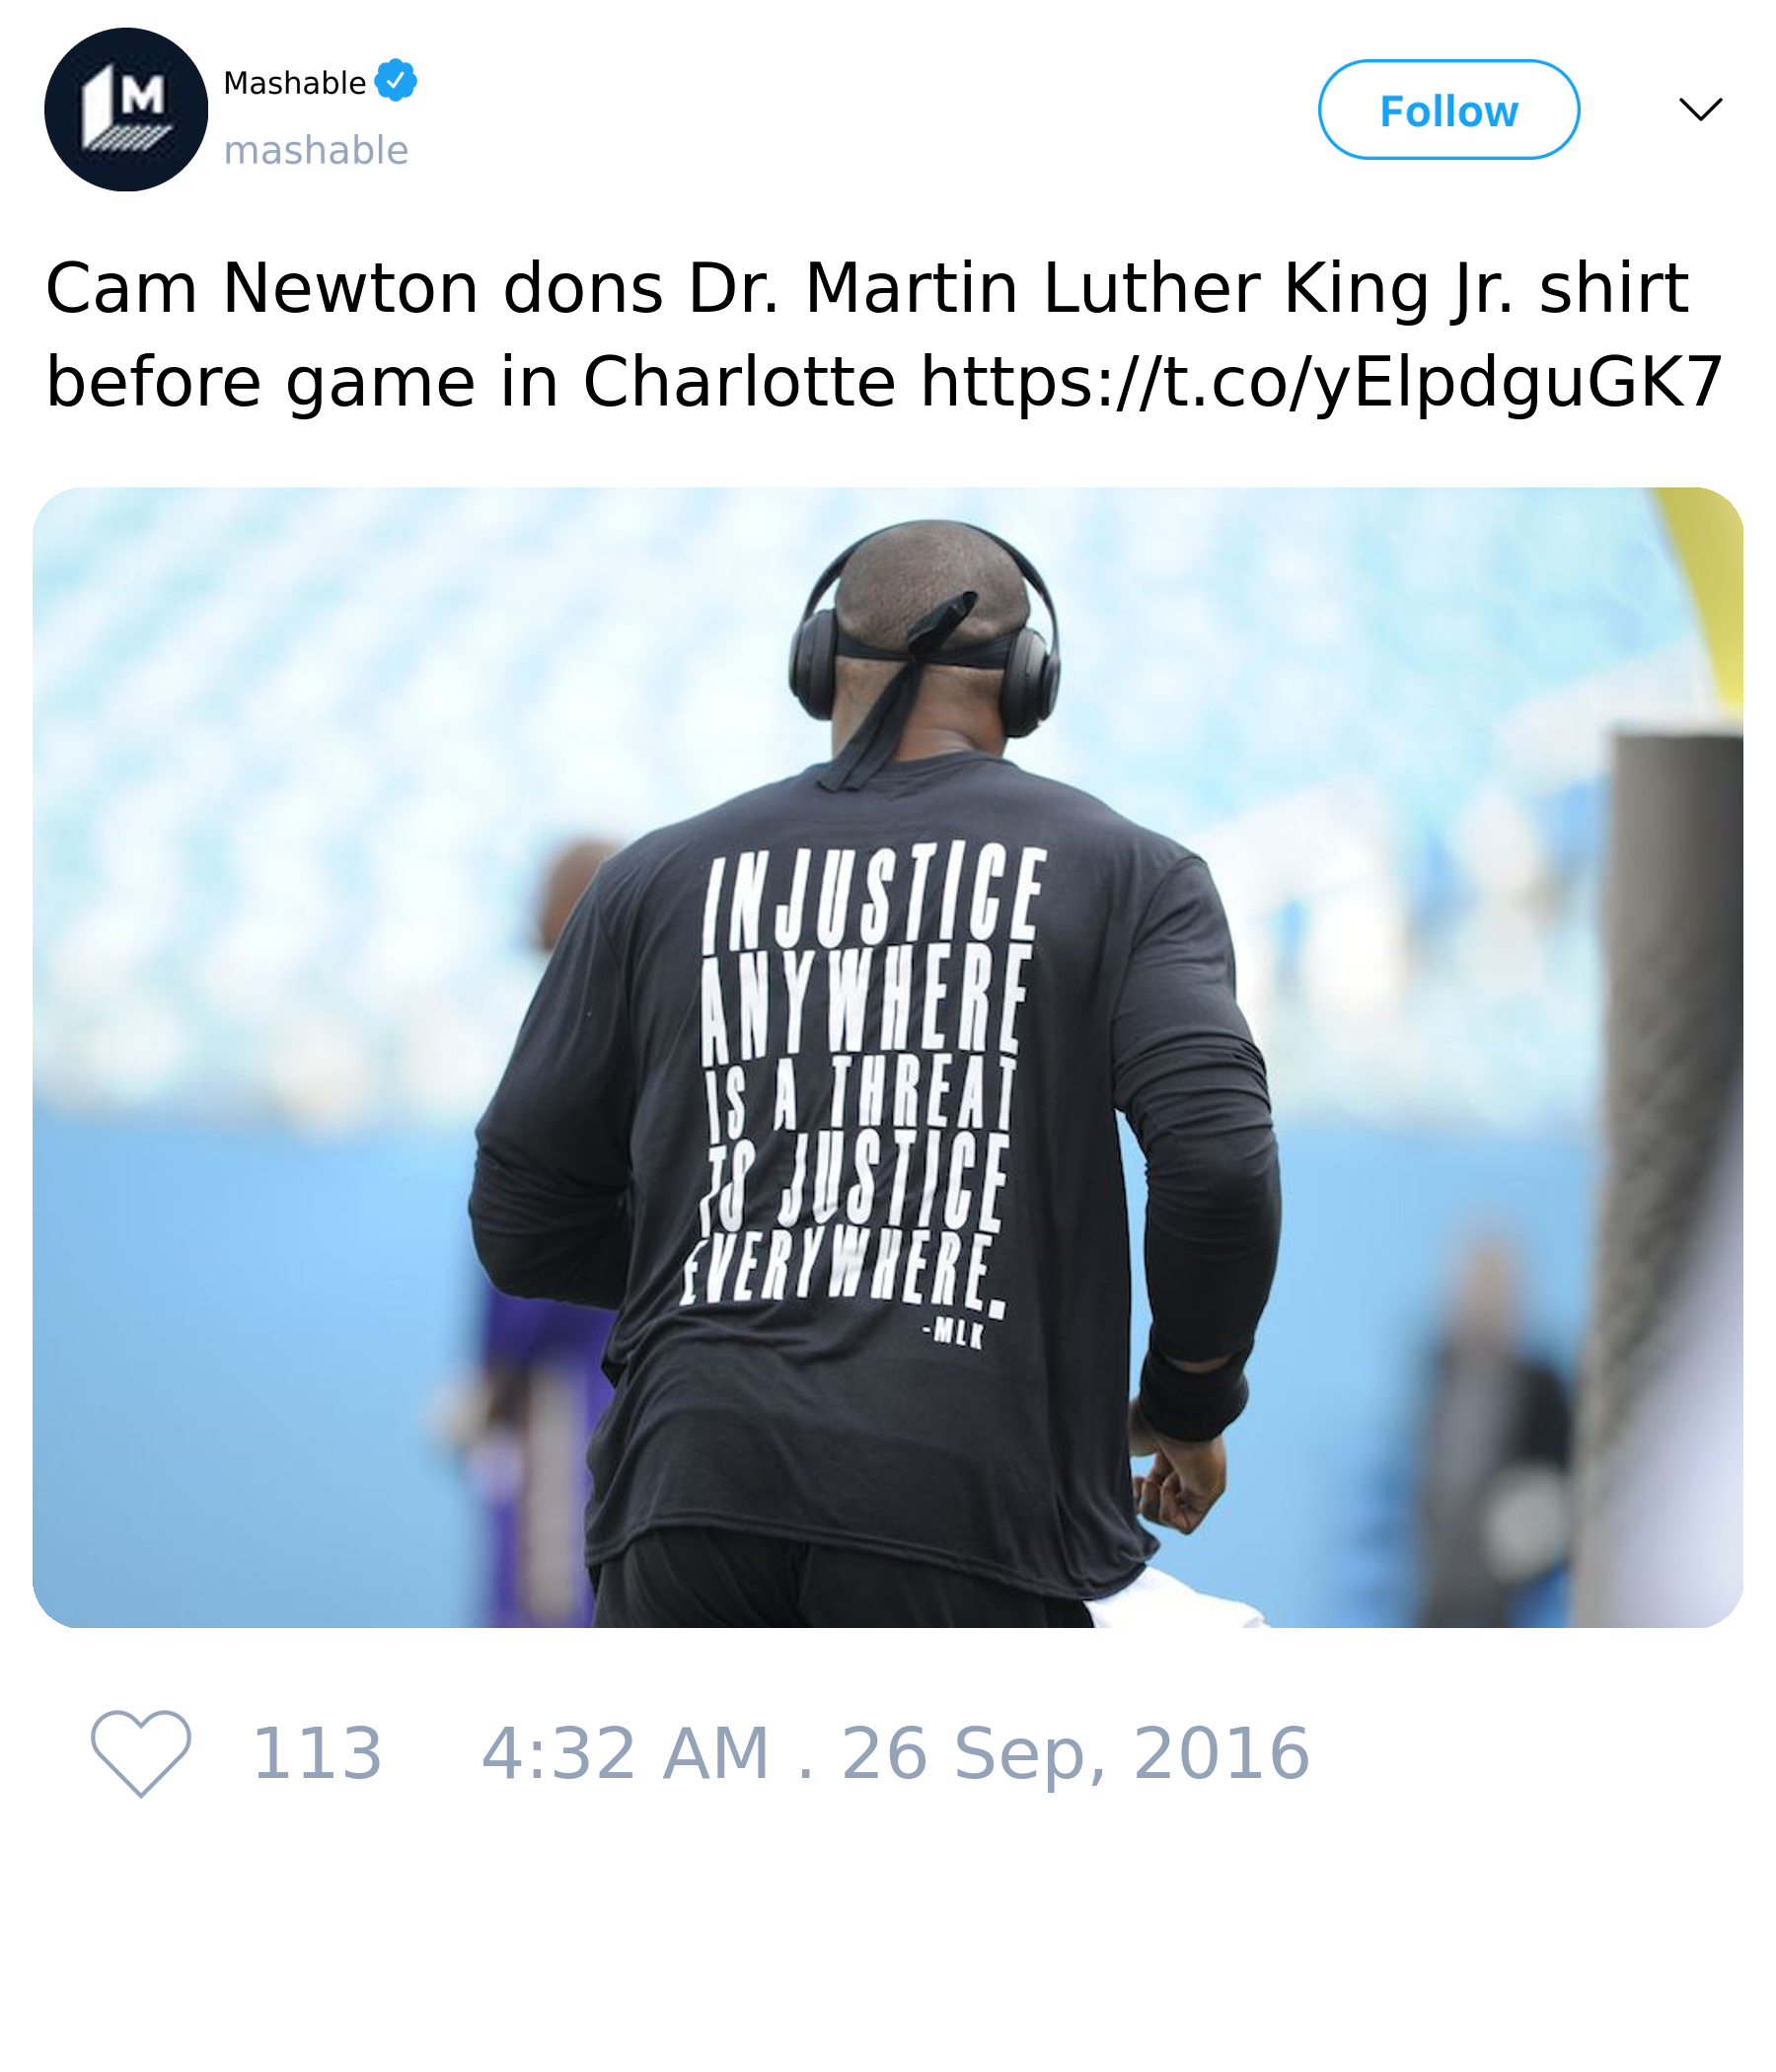 M
Mashable
mashable
Follow
Cam Newton dons Dr. Martin Luther King Jr. shirt
before game in Charlotte https://t.co/yElpdguGK7
INJUSTICE
ANYWHERE
IS A THREAT
TO JUSTICE
EVERYWHERE.
-MLK
113 4:32 AM . 26 Sep, 2016